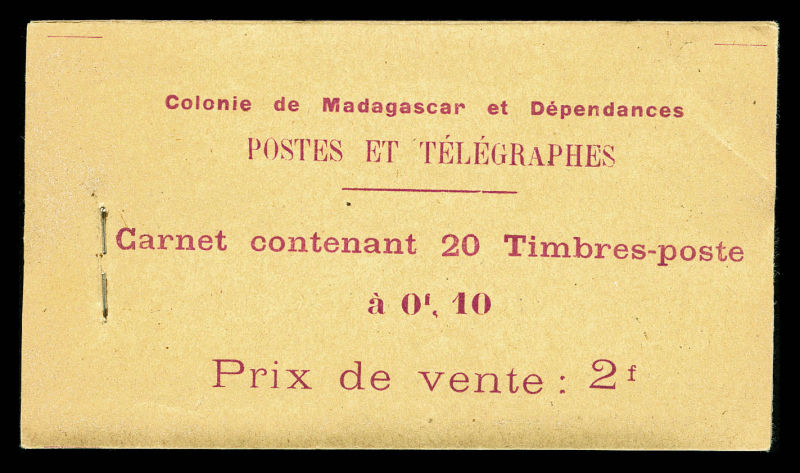 Colonie de Madagascar et Dépendances
POSTES ET TÉLÉGRAPHES
Carnet contenant 20 Timbres-poste
à 0f, 10
Prix de vente : 2f